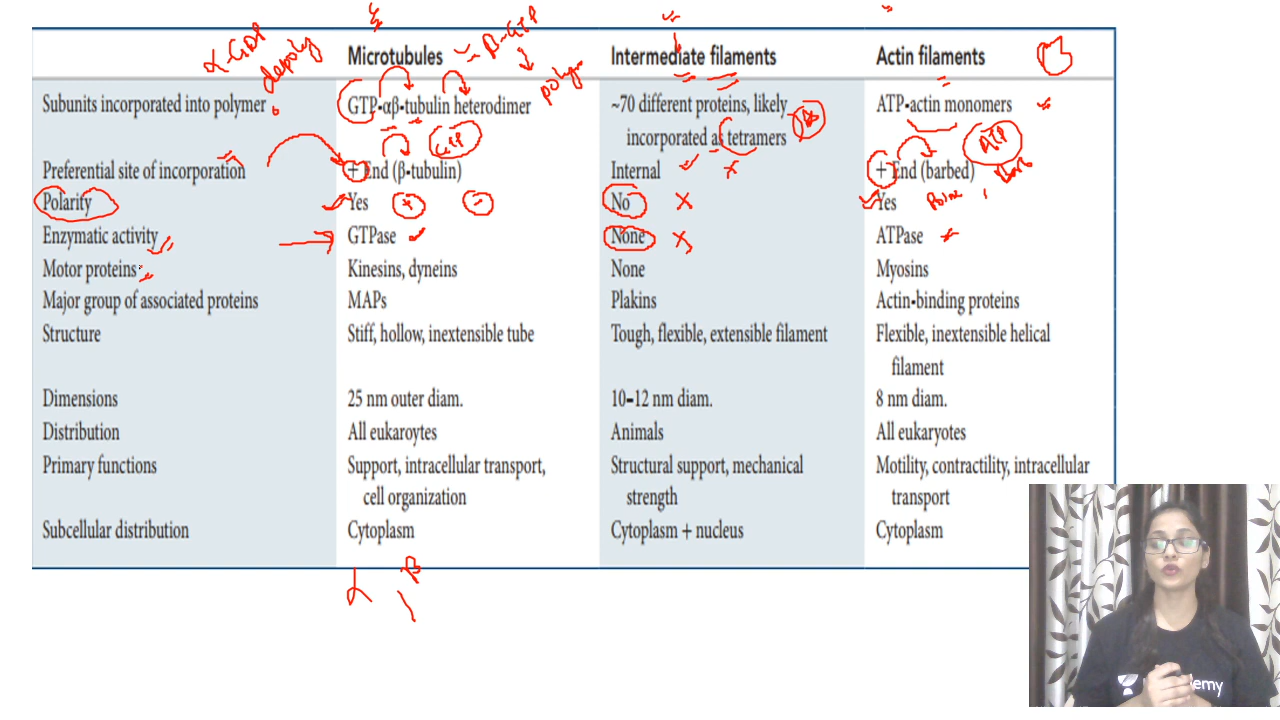 α-GDP
depoly
β-GTP
polym
Microtubules Intermediate filaments Actin filaments
Subunits incorporated into polymer GTP-αβ-tubulin heterodimer ~70 different proteins, likely ATP-actin monomers
incorporated as tetramers
GTP ATP
Preferential site of incorporation + End (β-tubulin) Internal + End (barbed)
Polarity Yes + - No Yes
Enzymatic activity GTPase None ATPase
Motor proteins Kinesins, dyneins None Myosins
Major group of associated proteins MAPs Plakins Actin-binding proteins
Structure Stiff, hollow, inextensible tube Tough, flexible, extensible filament Flexible, inextensible helical
filament
Dimensions 25 nm outer diam. 10–12 nm diam. 8 nm diam.
Distribution All eukaroytes Animals All eukaryotes
Primary functions Support, intracellular transport, Structural support, mechanical Motility, contractility, intracellular
cell organization strength transport
Subcellular distribution Cytoplasm Cytoplasm + nucleus Cytoplasm
α β